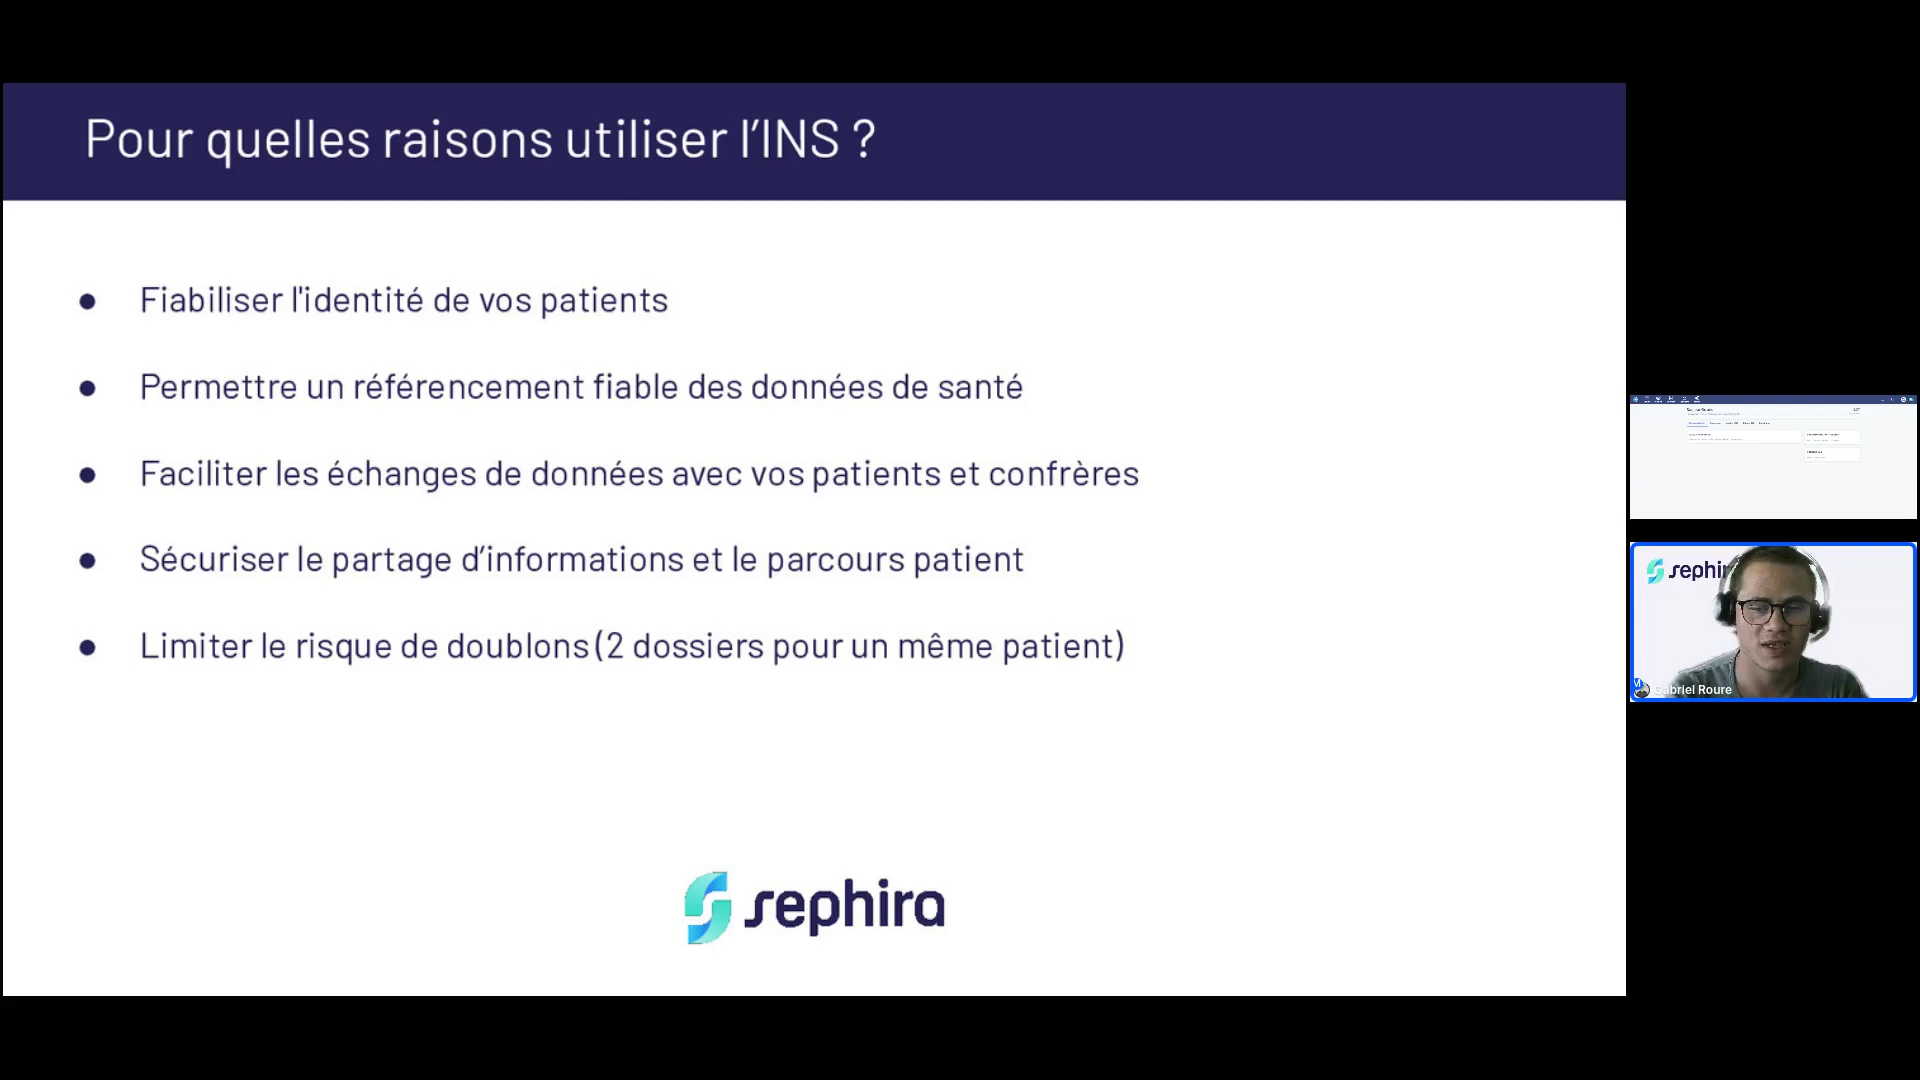 Pour quelles raisons utiliser l’INS ?
● Fiabiliser l'identité de vos patients
● Permettre un référencement fiable des données de santé
● Faciliter les échanges de données avec vos patients et confrères
● Sécuriser le partage d’informations et le parcours patient
● Limiter le risque de doublons (2 dossiers pour un même patient)
sephira
sephir
Gabriel Roure